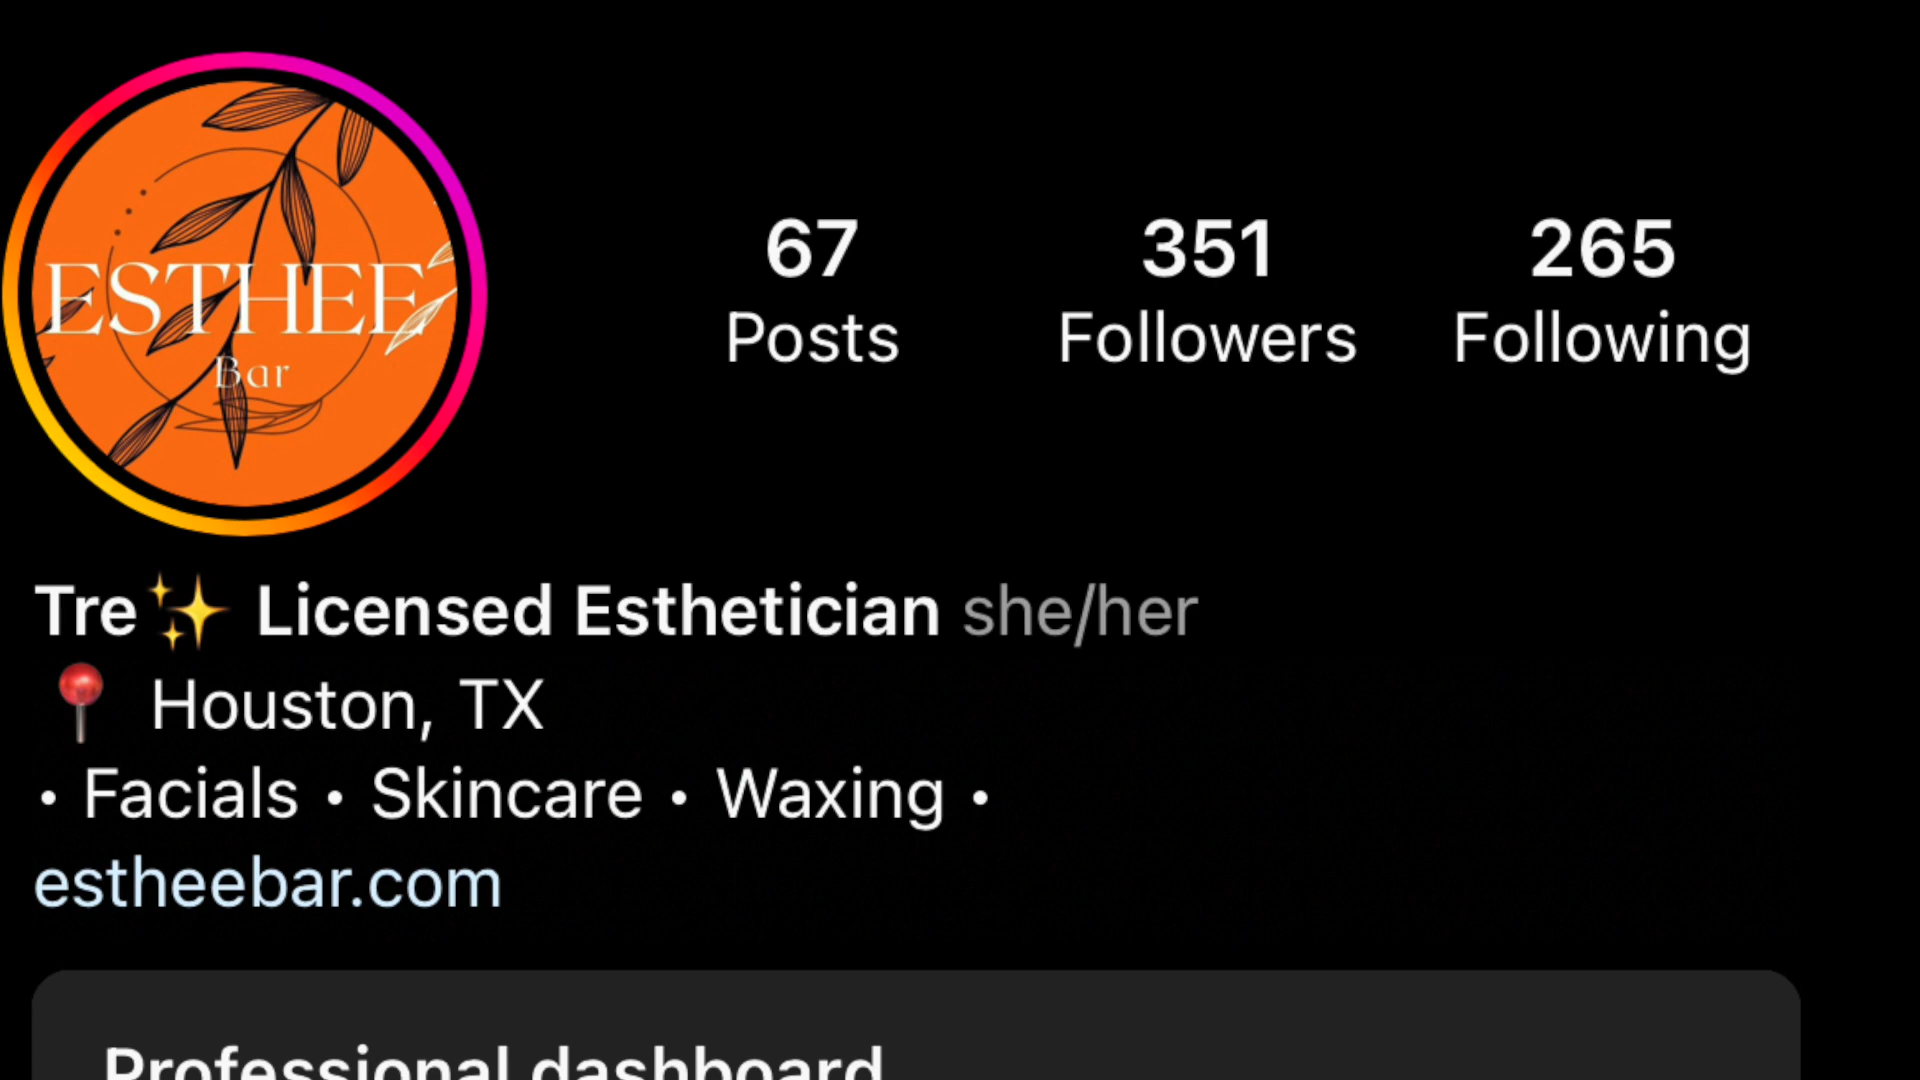 ESTHEE
Bar
67 351 265
Posts Followers Following
Tre✨ Licensed Esthetician she/her
📍 Houston, TX
• Facials • Skincare • Waxing •
estheebar.com
Professional dashboard